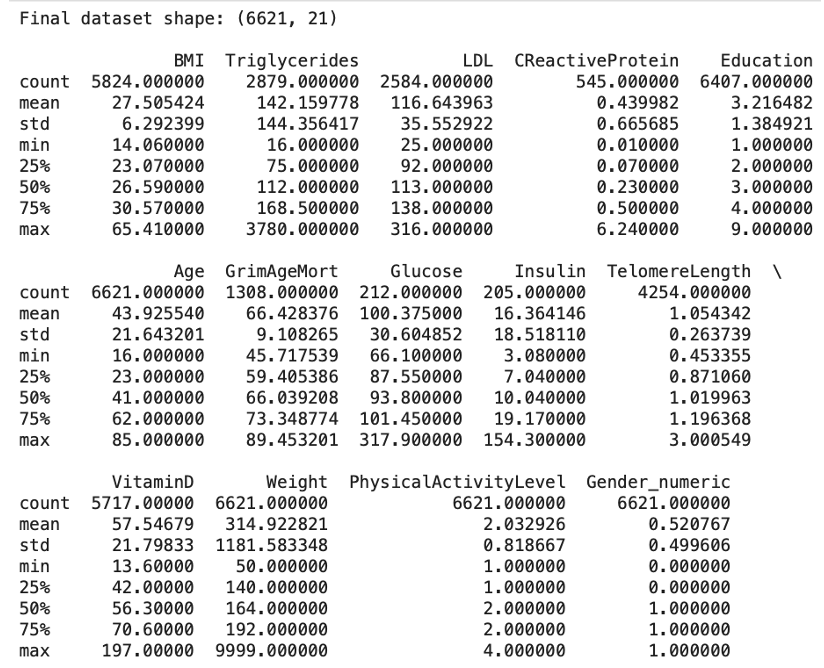 Final dataset shape: (6621, 21)
BMI Triglycerides LDL CReactiveProtein Education
count 5824.000000 2879.000000 2584.000000 545.000000 6407.000000
mean 27.505424 142.159778 116.643963 0.439982 3.216482
std 6.292399 144.356417 35.552922 0.665685 1.384921
min 14.060000 16.000000 25.000000 0.010000 1.000000
25% 23.070000 75.000000 92.000000 0.070000 2.000000
50% 26.590000 112.000000 113.000000 0.230000 3.000000
75% 30.570000 168.500000 138.000000 0.500000 4.000000
max 65.410000 3780.000000 316.000000 6.240000 9.000000
Age GrimAgeMort Glucose Insulin TelomereLength \
count 6621.000000 1308.000000 212.000000 205.000000 4254.000000
mean 43.925540 66.428376 100.375000 16.364146 1.054342
std 21.643201 9.108265 30.604852 18.518110 0.263739
min 16.000000 45.717539 66.100000 3.080000 0.453355
25% 23.000000 59.405386 87.550000 7.040000 0.871060
50% 41.000000 66.039208 93.800000 10.040000 1.019963
75% 62.000000 73.348774 101.450000 19.170000 1.196368
max 85.000000 89.453201 317.900000 154.300000 3.000549
VitaminD Weight PhysicalActivityLevel Gender_numeric
count 5717.00000 6621.000000 6621.000000 6621.000000
mean 57.54679 314.922821 2.032926 0.520767
std 21.79833 1181.583348 0.818667 0.499606
min 13.60000 50.000000 1.000000 0.000000
25% 42.00000 140.000000 1.000000 0.000000
50% 56.30000 164.000000 2.000000 1.000000
75% 70.60000 192.000000 2.000000 1.000000
max 197.00000 9999.000000 4.000000 1.000000